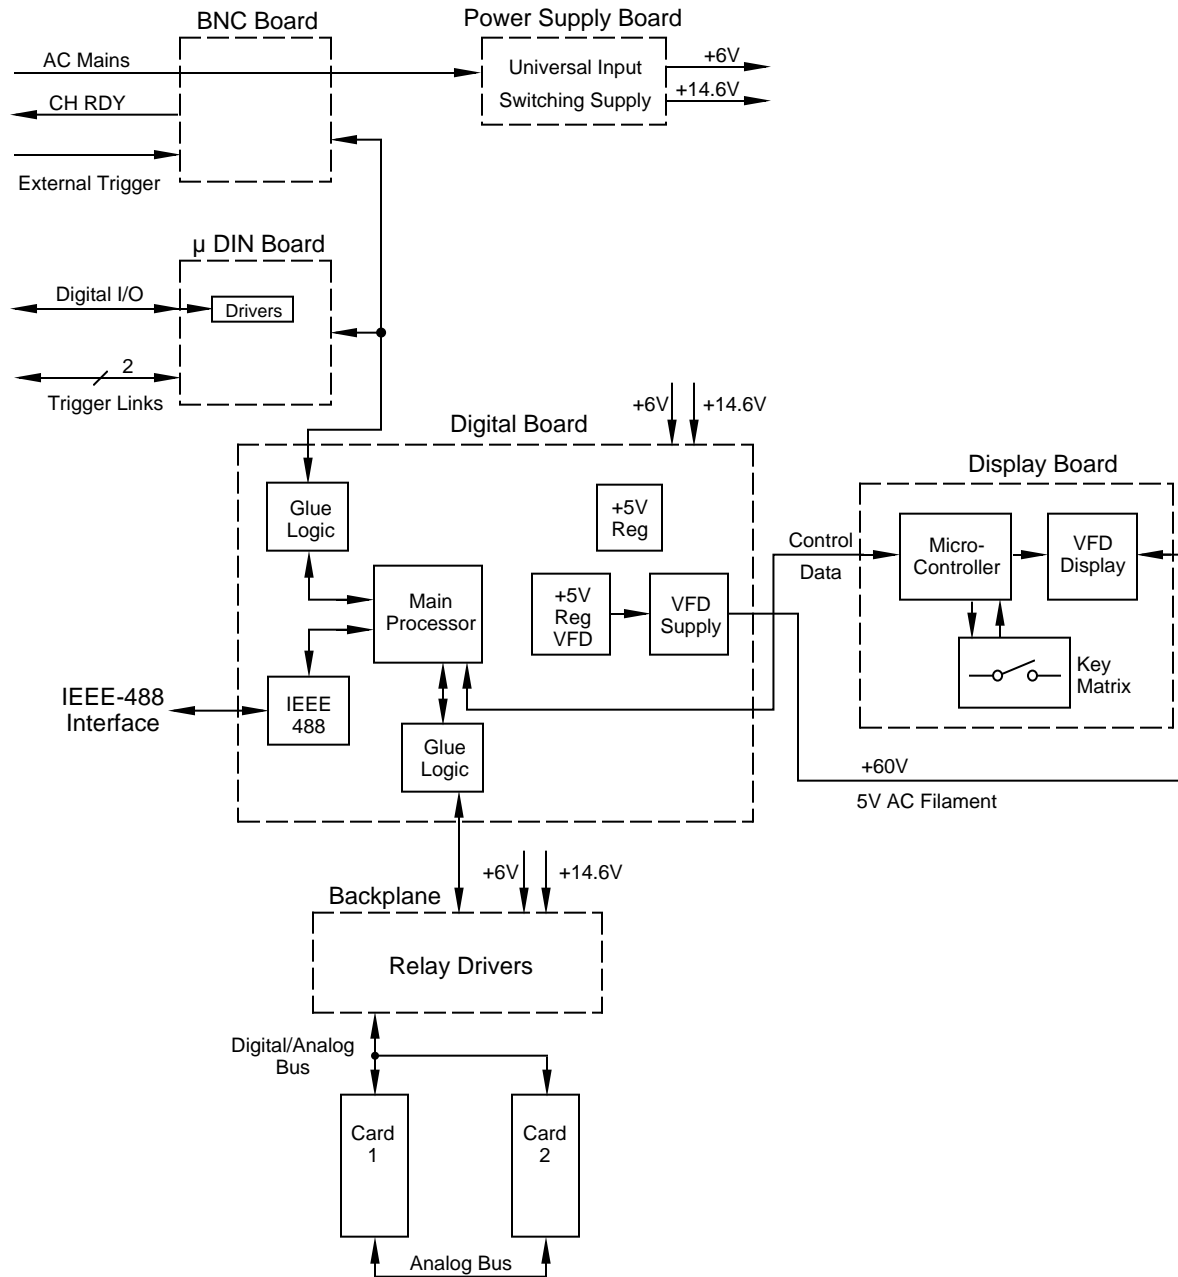 BNC Board
Power Supply Board
AC Mains
CH RDY
External Trigger
Universal Input
Switching Supply
+6V
+14.6V
µ DIN Board
Digital I/O
Drivers
2
Trigger Links
+6V
+14.6V
Digital Board
Display Board
Glue
Logic
+5V
Reg
Control
Data
Micro-
Controller
VFD
Display
Main
Processor
+5V
Reg
VFD
VFD
Supply
Key
Matrix
IEEE-488
Interface
IEEE
488
Glue
Logic
+60V
5V AC Filament
+6V
+14.6V
Backplane
Relay Drivers
Digital/Analog
Bus
Card
1
Card
2
Analog Bus